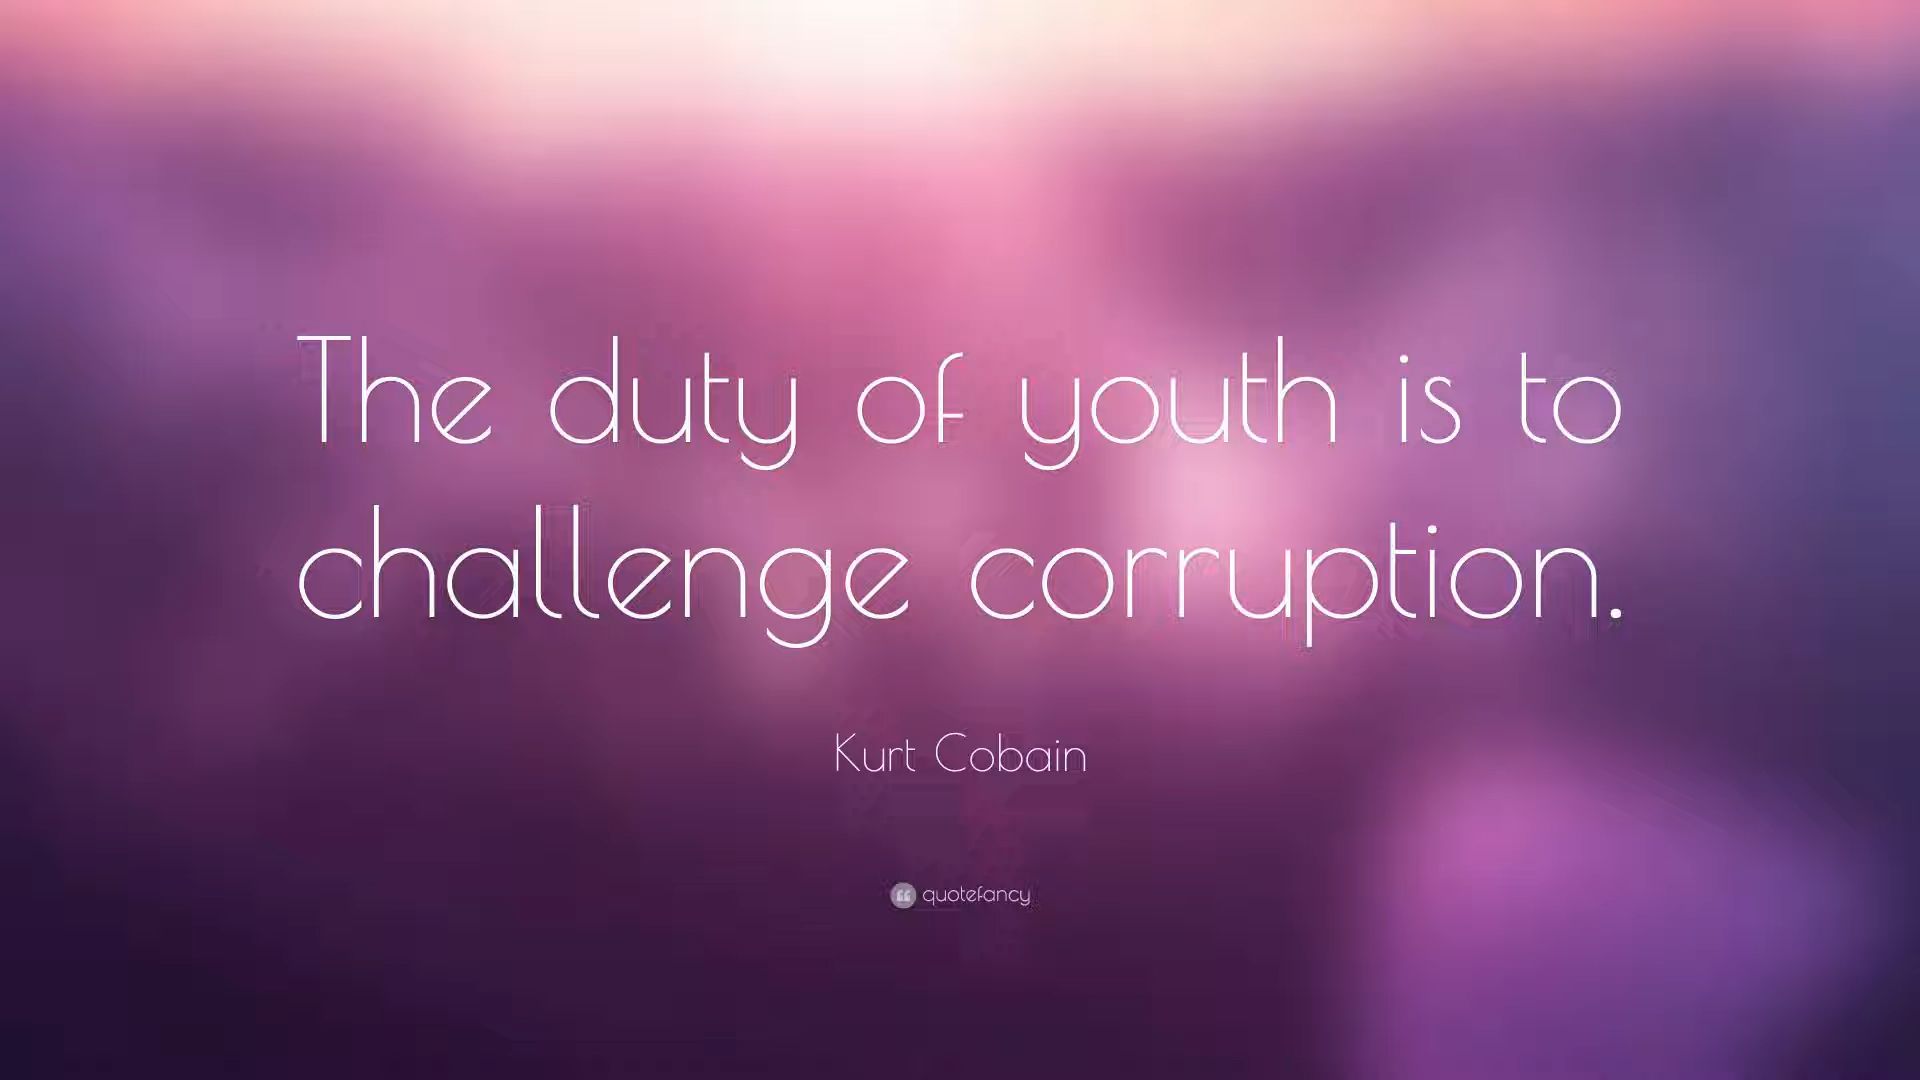 The duty of youth is to
challenge corruption.
Kurt Cobain
quotefancy